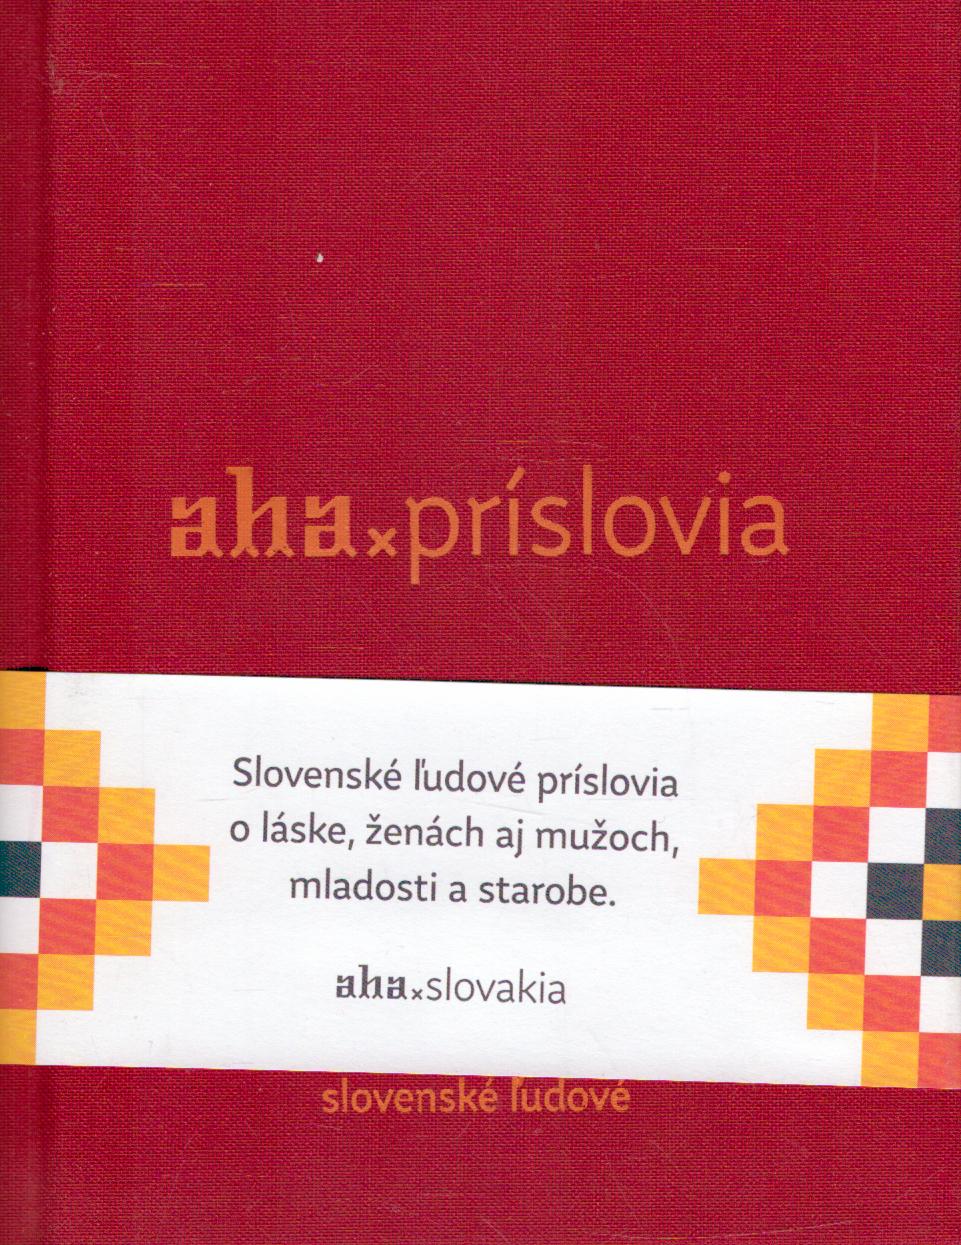 aha×príslovia
Slovenské ľudové príslovia
o láske, ženách aj mužoch,
mladosti a starobe.
aha×slovakia
slovenské ľudové